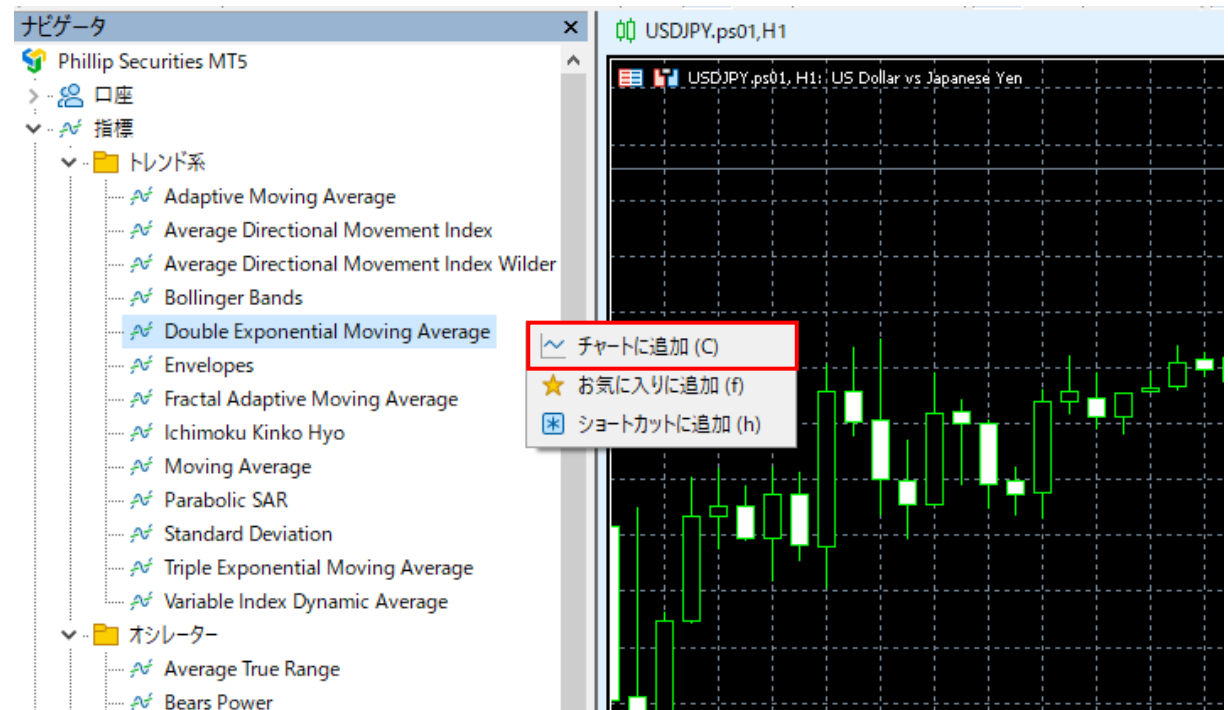 ナビゲータ
Phillip Securities MT5
口座
指標
トレンド系
Adaptive Moving Average
Average Directional Movement Index
Average Directional Movement Index Wilder
Bollinger Bands
Double Exponential Moving Average
Envelopes
Fractal Adaptive Moving Average
Ichimoku Kinko Hyo
Moving Average
Parabolic SAR
Standard Deviation
Triple Exponential Moving Average
Variable Index Dynamic Average
オシレーター
Average True Range
Bears Power
チャートに追加 (C)
お気に入りに追加 (f)
ショートカットに追加 (h)
USDJPY.ps01,H1
USDJPY.ps01, H1: US Dollar vs Japanese Yen